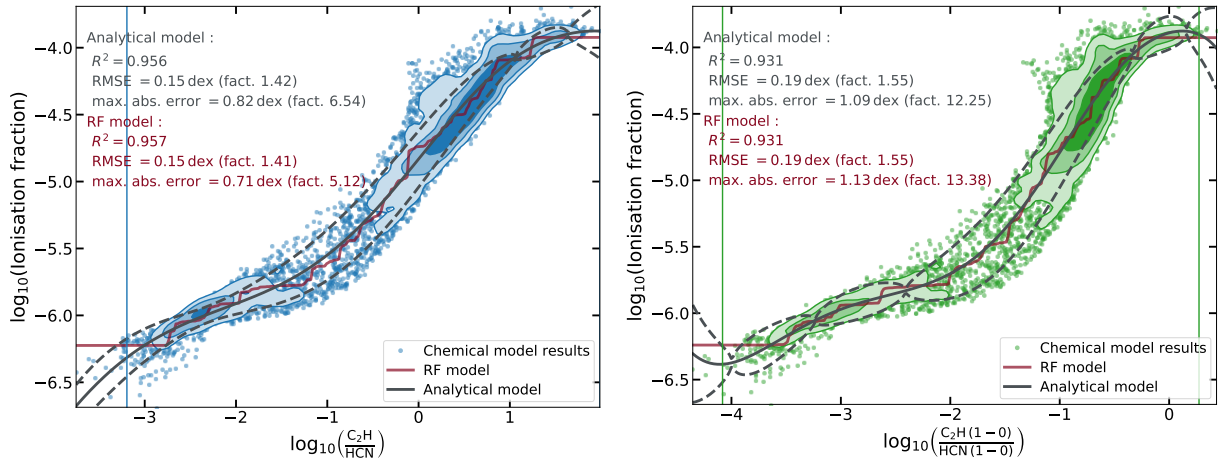 Analytical model :
R² = 0.956
RMSE = 0.15 dex (fact. 1.42)
max. abs. error = 0.82 dex (fact. 6.54)
RF model :
R² = 0.957
RMSE = 0.15 dex (fact. 1.41)
max. abs. error = 0.71 dex (fact. 5.12)
log₁₀(Ionisation fraction)
−4.0
−4.5
−5.0
−5.5
−6.0
−6.5
Chemical model results
RF model
Analytical model
−3 −2 −1 0 1
log₁₀(C₂H/HCN)
Analytical model :
R² = 0.931
RMSE = 0.19 dex (fact. 1.55)
max. abs. error = 1.09 dex (fact. 12.25)
RF model :
R² = 0.931
RMSE = 0.19 dex (fact. 1.55)
max. abs. error = 1.13 dex (fact. 13.38)
log₁₀(Ionisation fraction)
−4.0
−4.5
−5.0
−5.5
−6.0
−6.5
Chemical model results
RF model
Analytical model
−4 −3 −2 −1 0
log₁₀(C₂H (1−0)/HCN (1−0))